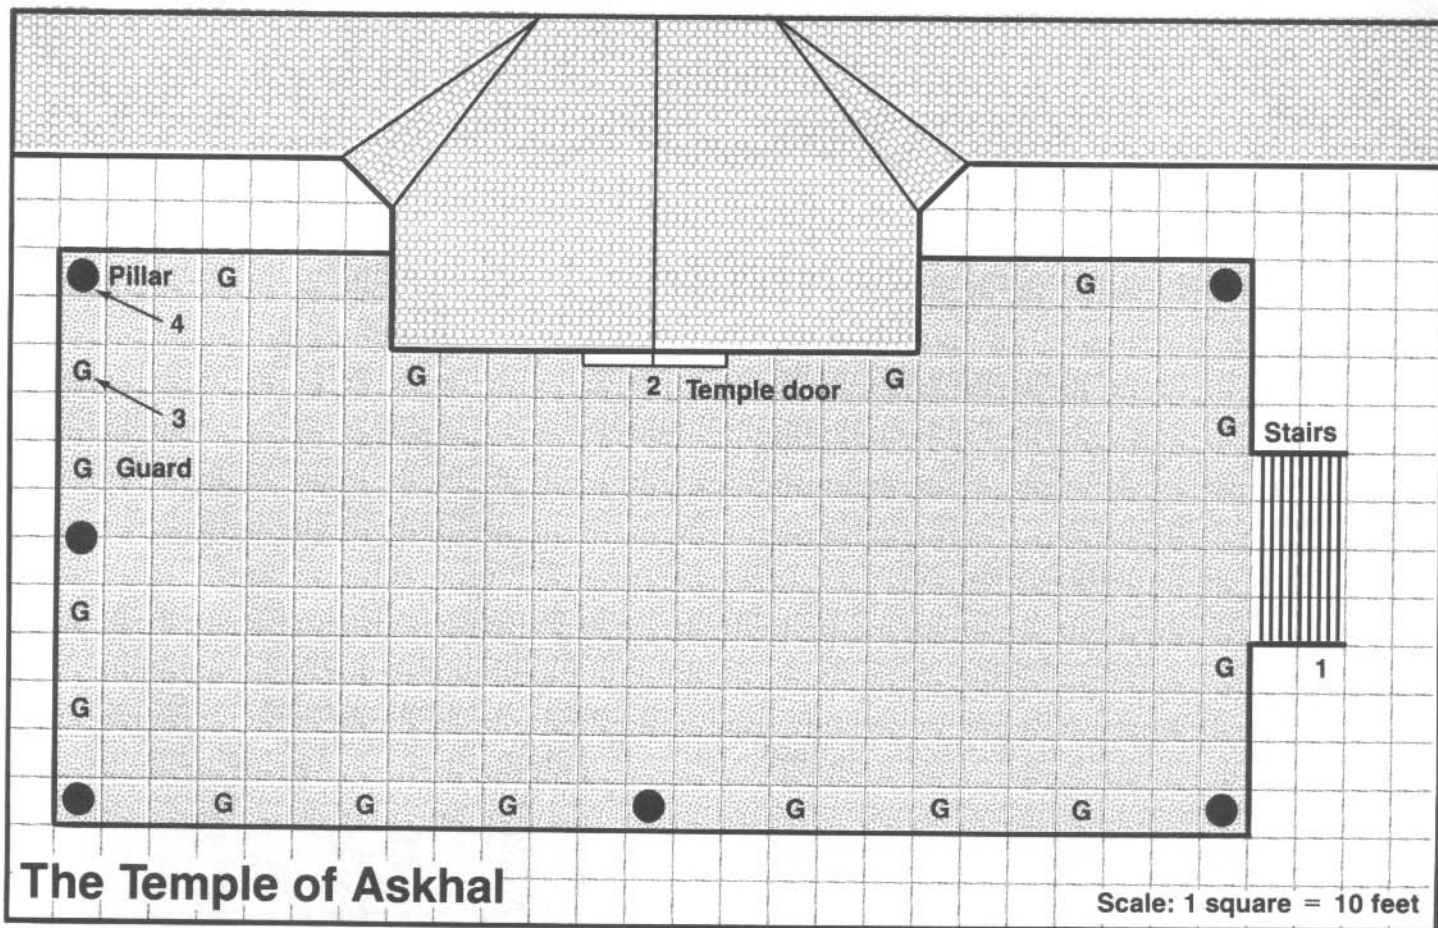 Pillar G G
4
G G 2 Temple door G
3
G Stairs
G Guard
G
G 1
G
G G G G G G
The Temple of Askhal
Scale: 1 square = 10 feet